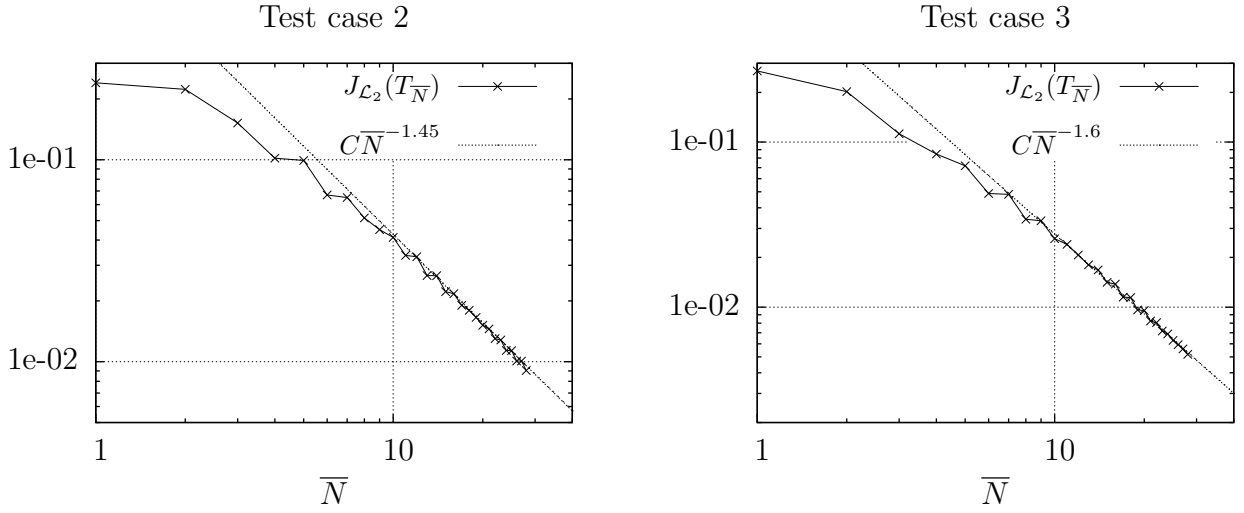 Test case 2
J_{\mathcal{L}_2}(T_{\overline{N}})
C\overline{N}^{-1.45}
1e-01
1e-02
1
10
\overline{N}
Test case 3
J_{\mathcal{L}_2}(T_{\overline{N}})
C\overline{N}^{-1.6}
1e-01
1e-02
1
10
\overline{N}